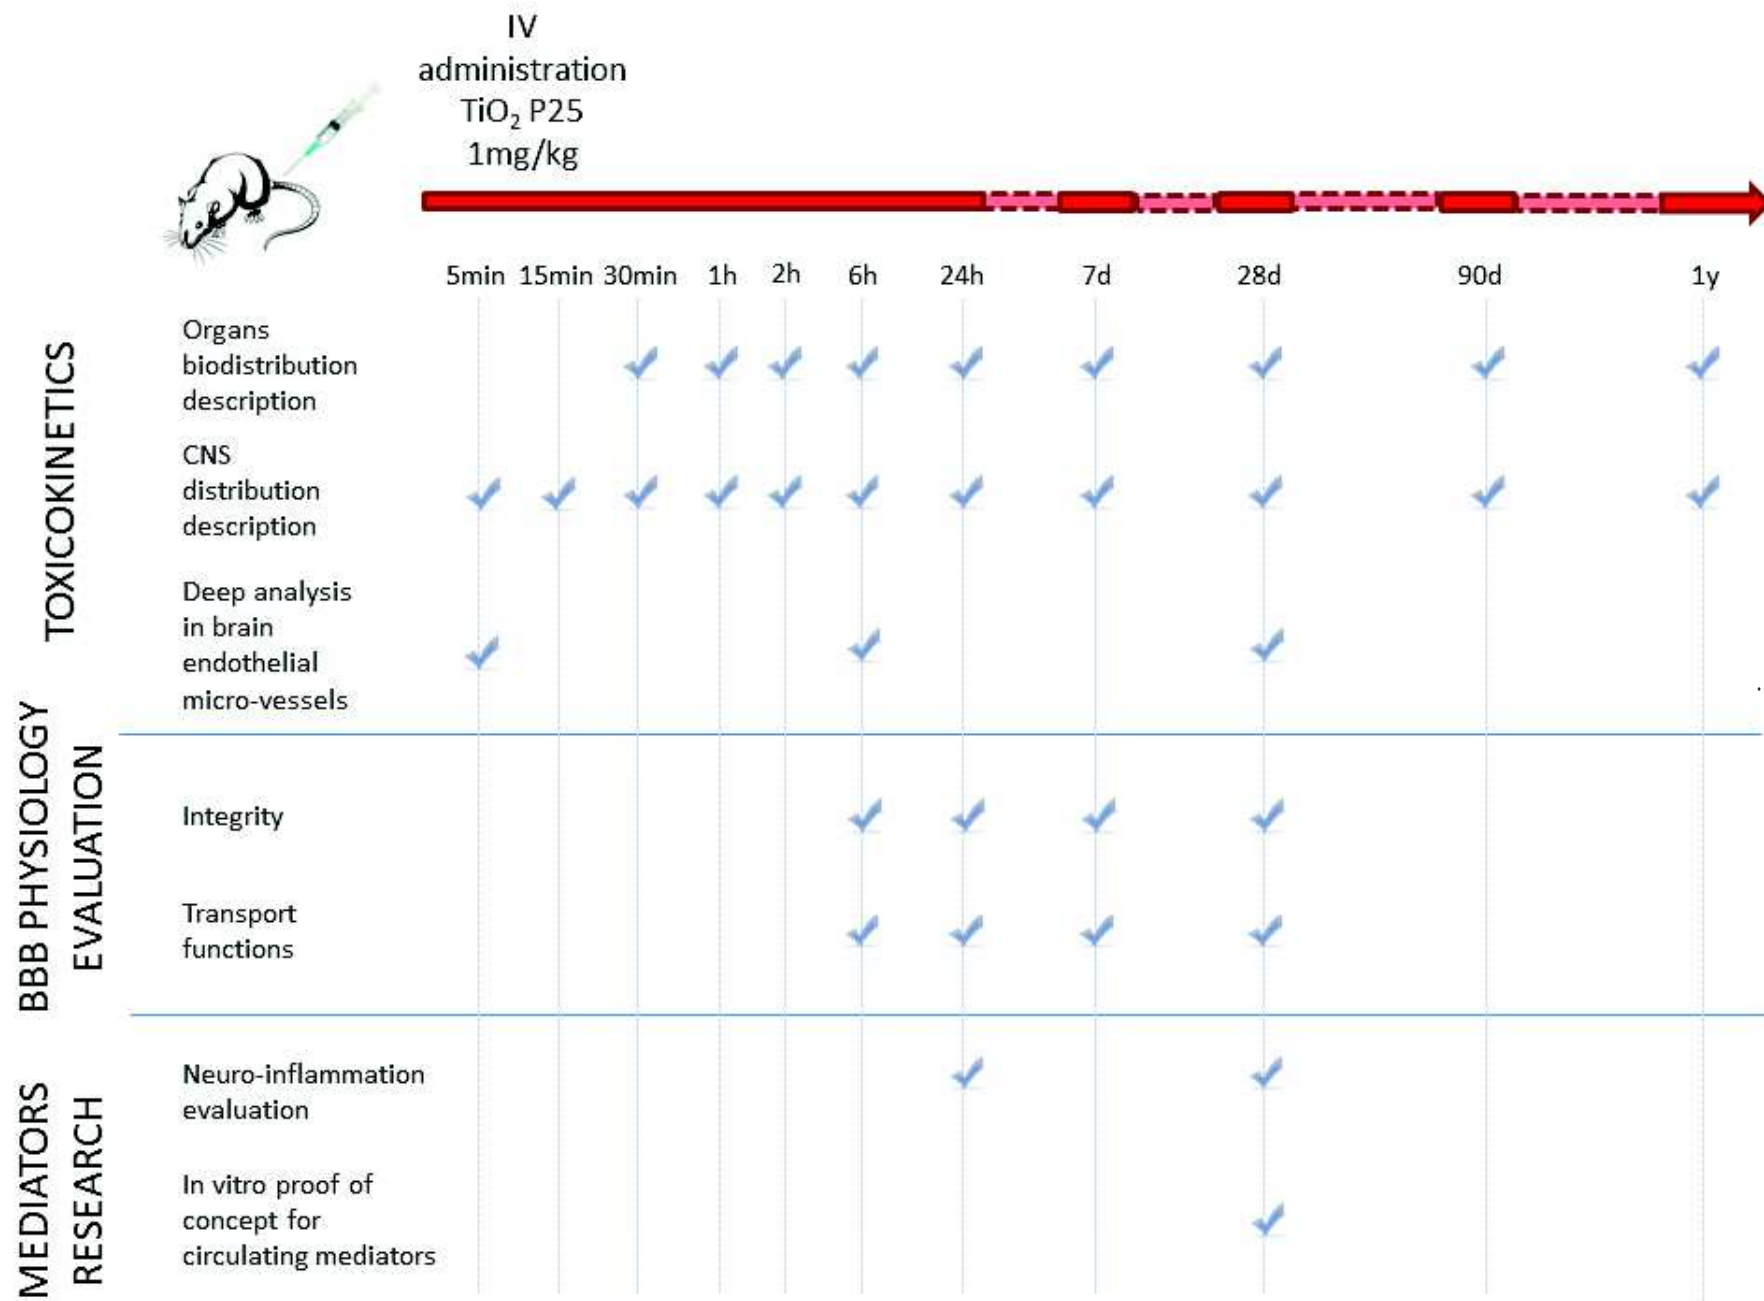 IV
administration
TiO₂ P25
1mg/kg
5min 15min 30min 1h 2h 6h 24h 7d 28d 90d 1y
TOXICOKINETICS
Organs
biodistribution
description
CNS
distribution
description
Deep analysis
in brain
endothelial
micro-vessels
BBB PHYSIOLOGY
EVALUATION
Integrity
Transport
functions
MEDIATORS
RESEARCH
Neuro-inflammation
evaluation
In vitro proof of
concept for
circulating mediators